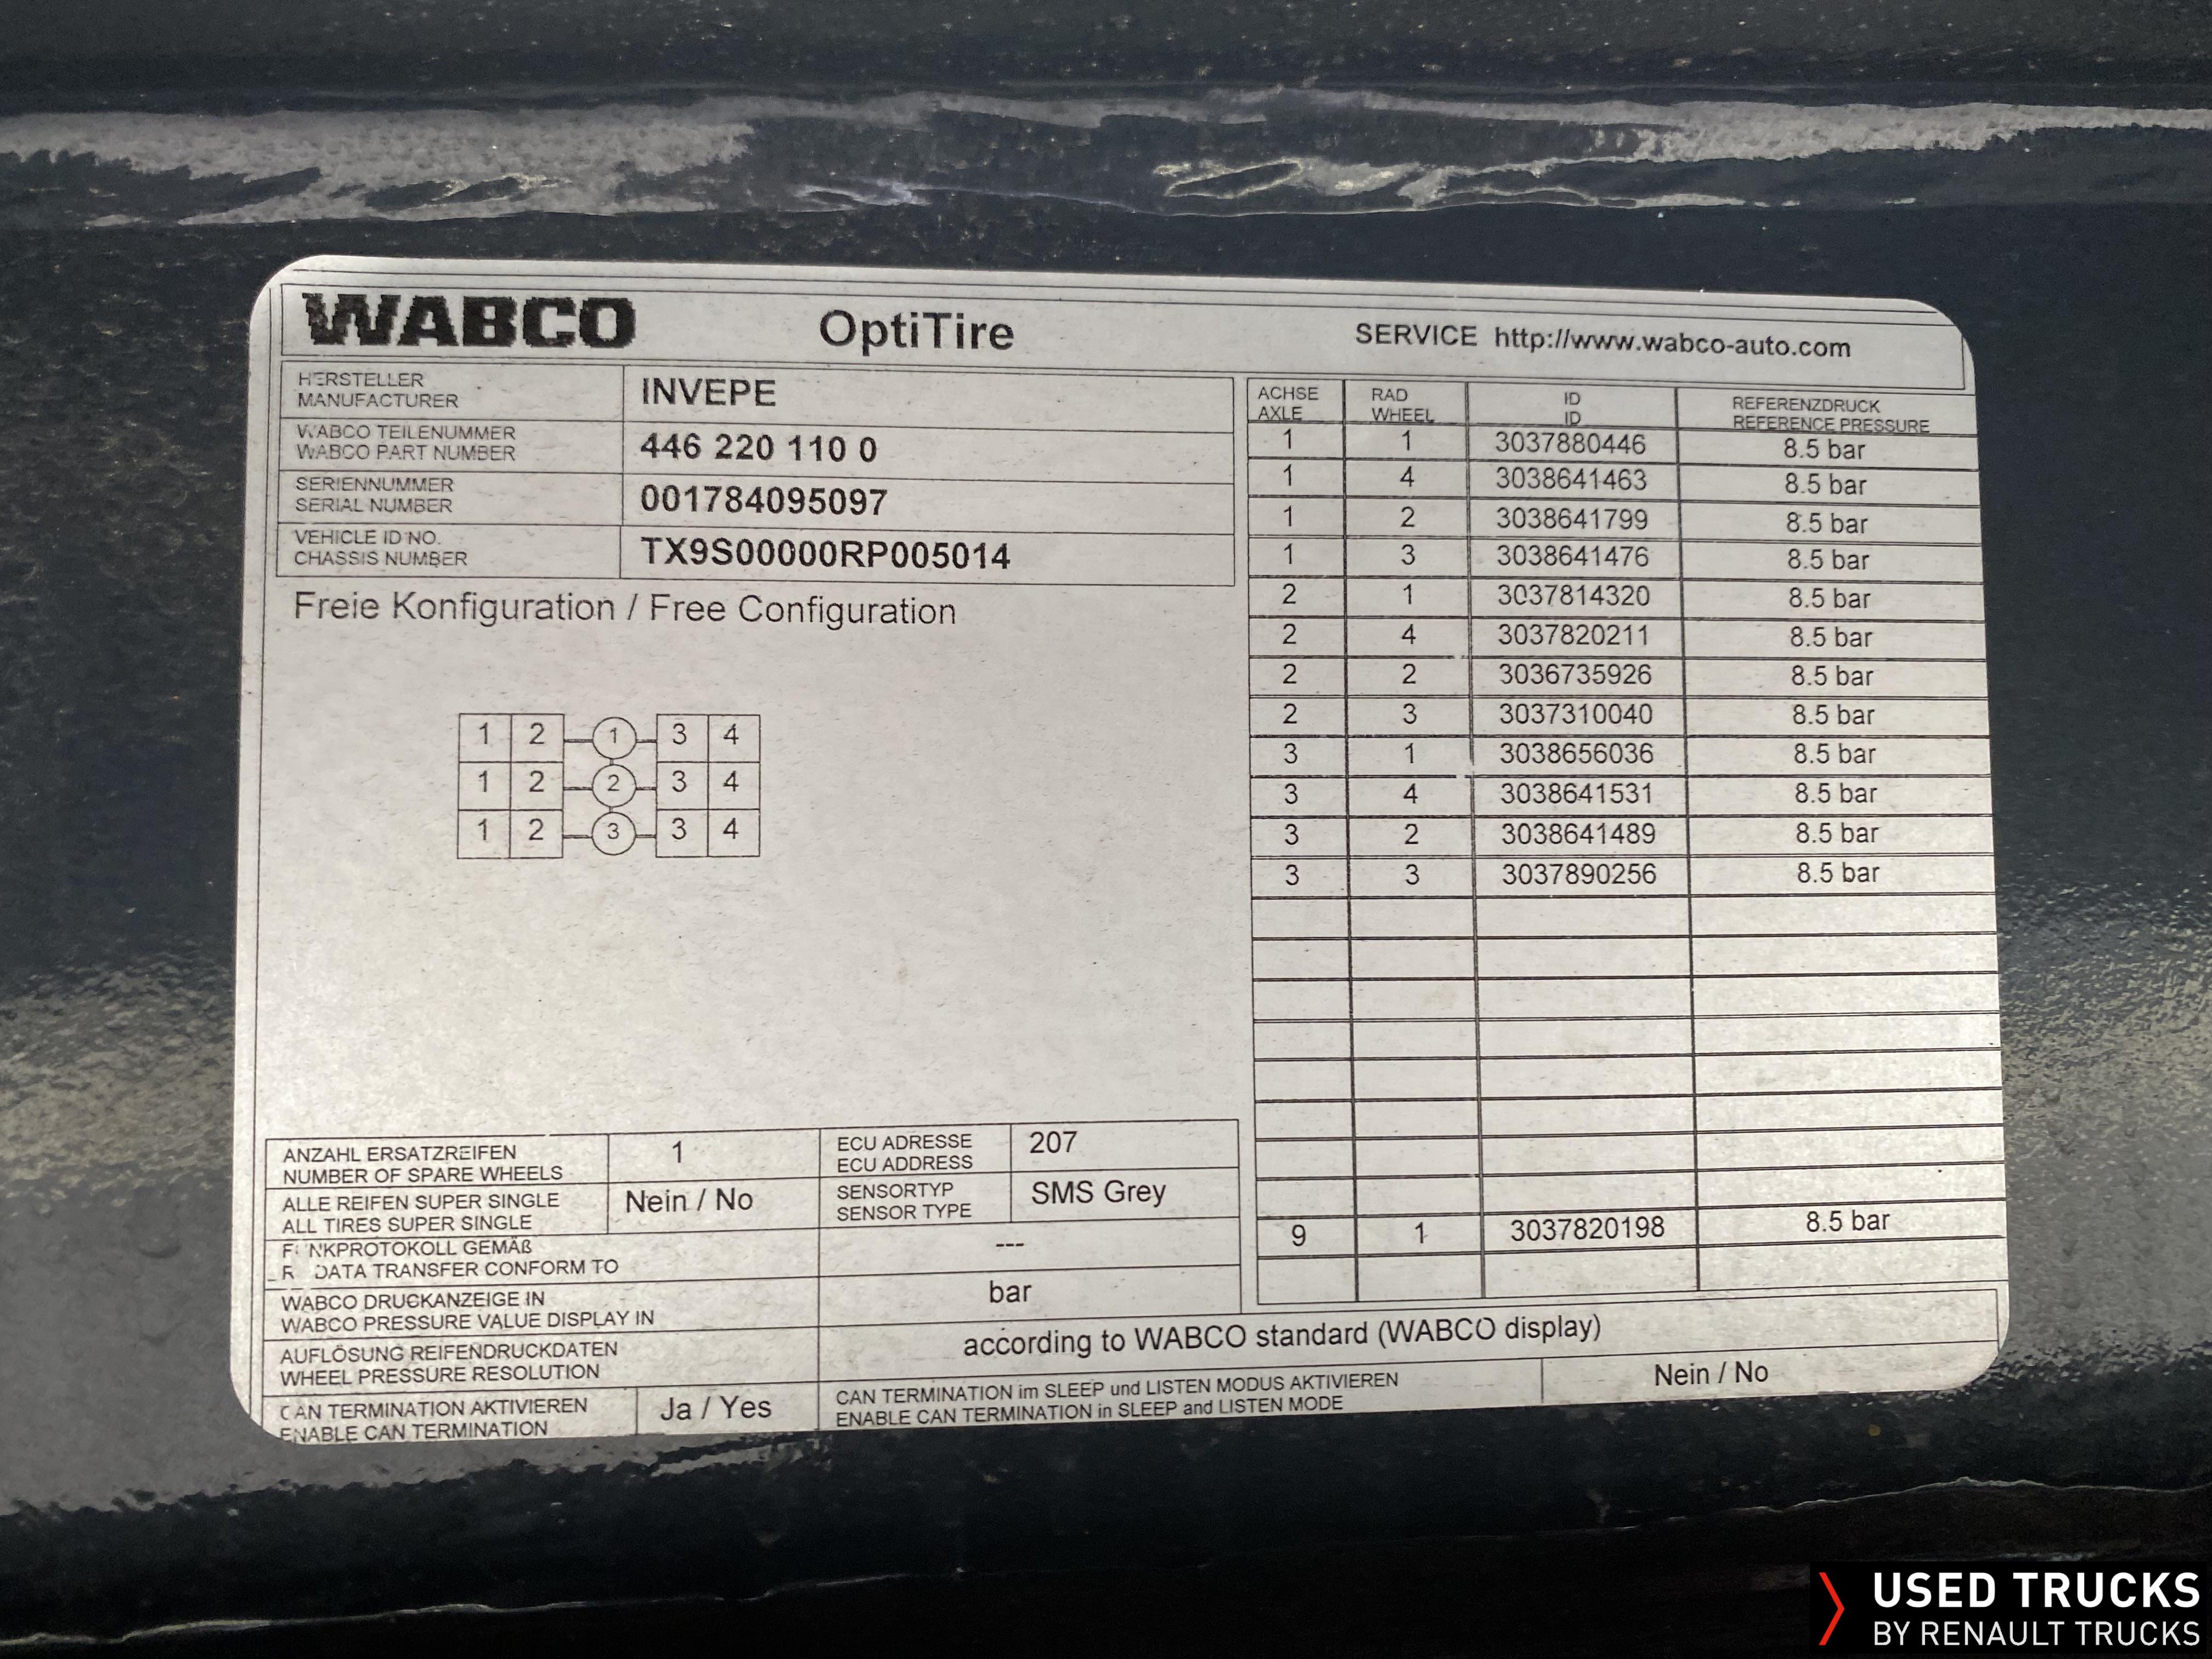 WABCO OptiTire SERVICE http://www.wabco-auto.com
HERSTELLER
MANUFACTURER
INVEPE
WABCO TEILENUMMER
WABCO PART NUMBER
446 220 110 0
SERIENNUMMER
SERIAL NUMBER
001784095097
VEHICLE ID NO.
CHASSIS NUMBER
TX9S00000RP005014
Freie Konfiguration / Free Configuration
1 2 1 3 4
1 2 2 3 4
1 2 3 3 4
ACHSE RAD ID REFERENZDRUCK
AXLE WHEEL ID REFERENCE PRESSURE
1 1 3037880446 8.5 bar
1 4 3038641463 8.5 bar
1 2 3038641799 8.5 bar
1 3 3038641476 8.5 bar
2 1 3037814320 8.5 bar
2 4 3037820211 8.5 bar
2 2 3036735926 8.5 bar
2 3 3037310040 8.5 bar
3 1 3038656036 8.5 bar
3 4 3038641531 8.5 bar
3 2 3038641489 8.5 bar
3 3 3037890256 8.5 bar
9 1 3037820198 8.5 bar
ANZAHL ERSATZREIFEN
NUMBER OF SPARE WHEELS
1
ECU ADRESSE
ECU ADDRESS
207
ALLE REIFEN SUPER SINGLE
ALL TIRES SUPER SINGLE
Nein / No
SENSORTYP
SENSOR TYPE
SMS Grey
GEMÄß
DATA TRANSFER CONFORM TO
---
WABCO DRUCKANZEIGE IN
WABCO PRESSURE VALUE DISPLAY IN
bar
AUFLÖSUNG REIFENDRUCKDATEN
WHEEL PRESSURE RESOLUTION
according to WABCO standard (WABCO display)
CAN TERMINATION AKTIVIEREN
ENABLE CAN TERMINATION
Ja / Yes
CAN TERMINATION im SLEEP und LISTEN MODUS AKTIVIEREN
ENABLE CAN TERMINATION in SLEEP and LISTEN MODE
Nein / No
USED TRUCKS
BY RENAULT TRUCKS